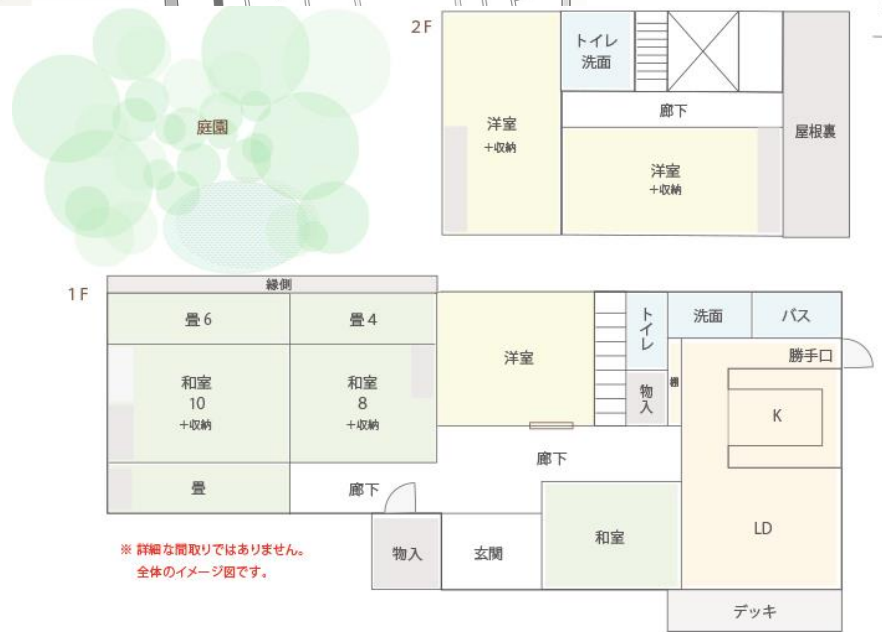 2F
トイレ
洗面
廊下
洋室
+収納
洋室
+収納
屋根裏
庭園
1F
縁側
畳6
畳4
洋室
トイレ
洗面
バス
勝手口
和室
10
+収納
和室
8
+収納
物入
K
廊下
畳
廊下
和室
LD
物入
玄関
※ 詳細な間取りではありません。
全体のイメージ図です。
デッキ